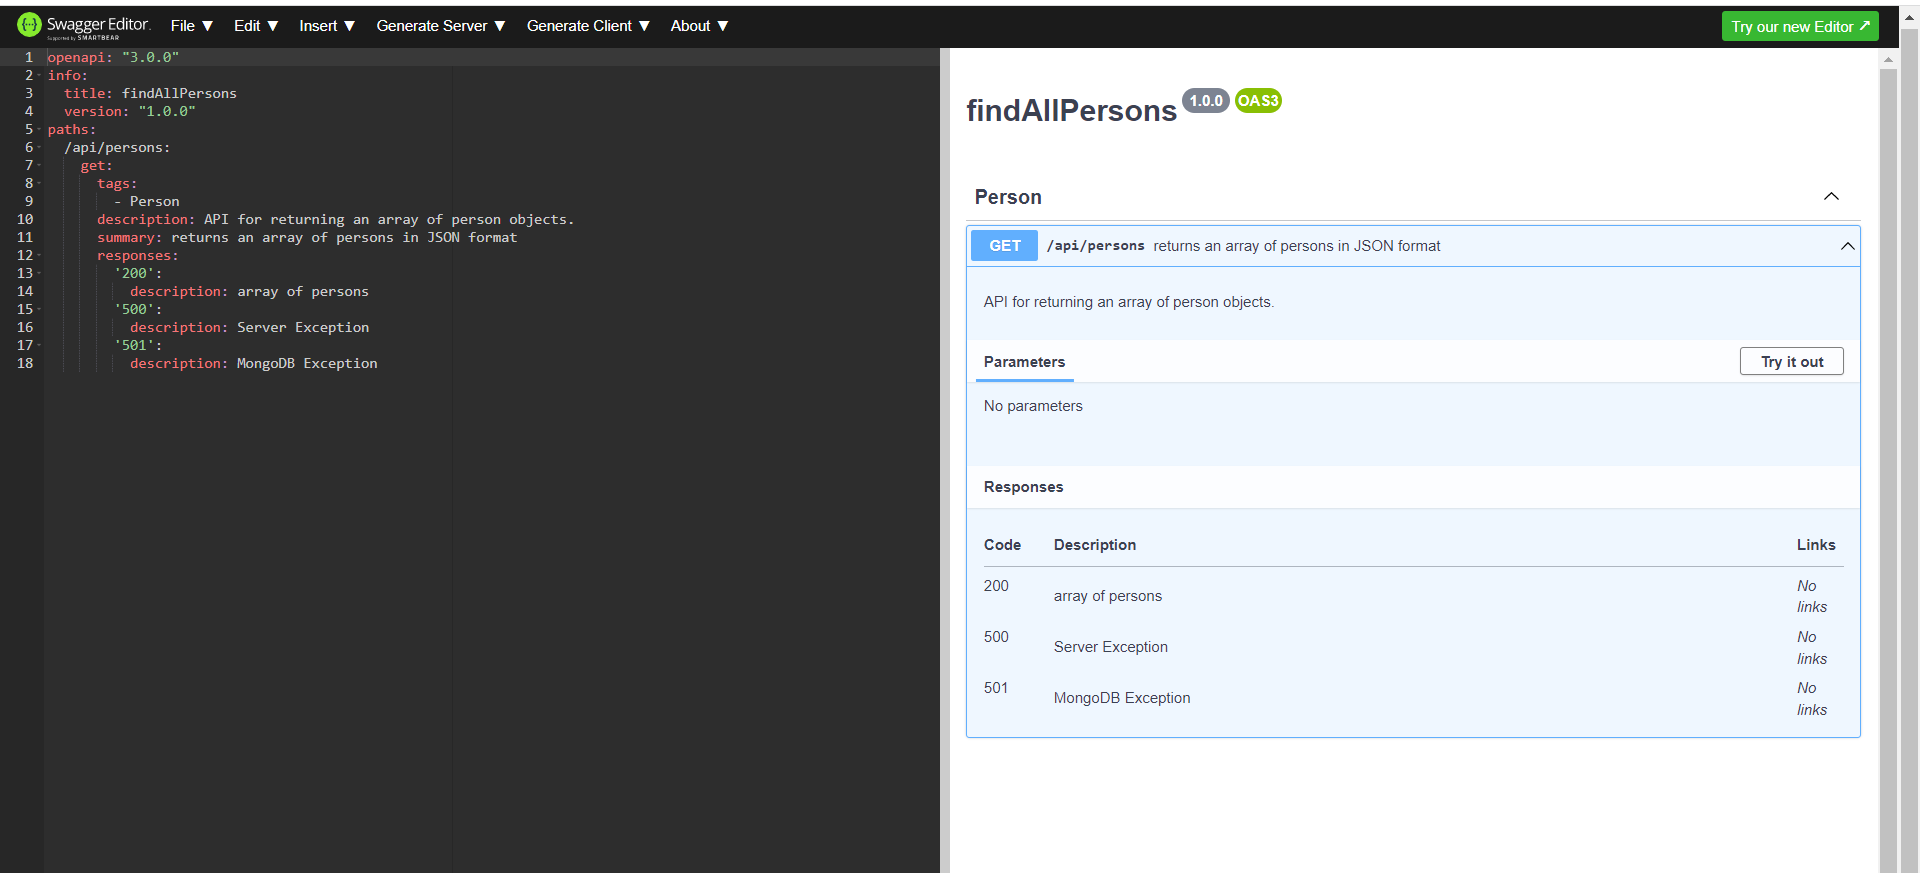 Swagger Editor.
Supported by SMARTBEAR
File ▼ Edit ▼ Insert ▼ Generate Server ▼ Generate Client ▼ About ▼
Try our new Editor ↗
1 openapi: "3.0.0"
2 info:
3 title: findAllPersons
4 version: "1.0.0"
5 paths:
6 /api/persons:
7 get:
8 tags:
9 - Person
10 description: API for returning an array of person objects.
11 summary: returns an array of persons in JSON format
12 responses:
13 '200':
14 description: array of persons
15 '500':
16 description: Server Exception
17 '501':
18 description: MongoDB Exception
findAllPersons 1.0.0 OAS3
Person
GET /api/persons returns an array of persons in JSON format
API for returning an array of person objects.
Parameters
Try it out
No parameters
Responses
Code Description Links
200 array of persons No
links
500 Server Exception No
links
501 MongoDB Exception No
links